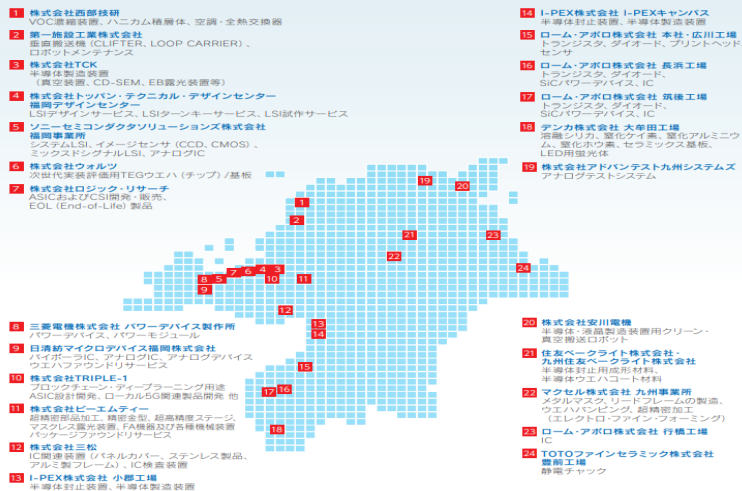 1 株式会社西部技研
VOC濃縮装置、ハニカム積層体、空調・全熱交換器
2 第一施設工業株式会社
垂直搬送機（CLIFTER、LOOP CARRIER）、
ロボットメンテナンス
3 株式会社TCK
半導体製造装置
（真空装置、CD-SEM、EB露光装置等）
4 株式会社トッパン・テクニカル・デザインセンター
福岡デザインセンター
LSIデザインサービス、LSIターンキーサービス、LSI試作サービス
5 ソニーセミコンダクタソリューションズ株式会社
福岡事業所
システムLSI、イメージセンサ（CCD、CMOS）、
ミックスドシグナルLSI、アナログIC
6 株式会社ウォルツ
次世代実装評価用TEGウエハ（チップ）/基板
7 株式会社ロジック・リサーチ
ASICおよびCSI開発・販売、
EOL（End-of-Life）製品
8 三菱電機株式会社 パワーデバイス製作所
パワーデバイス、パワーモジュール
9 日清紡マイクロデバイス福岡株式会社
バイポーラIC、アナログIC、アナログデバイス
ウエハファウンドリサービス
10 株式会社TRIPLE-1
ブロックチェーン・ディープラーニング用途
ASIC設計開発、ローカル5G関連製品開発 他
11 株式会社ピーエムティー
超精密部品加工、精密金型、超高精度ステージ、
マスクレス露光装置、FA機器及び各種機械装置
パッケージファウンドリサービス
12 株式会社三松
IC関連装置（パネルカバー、ステンレス製品、
アルミ製フレーム）、IC検査装置
13 I-PEX株式会社 小郡工場
半導体封止装置、半導体製造装置
14 I-PEX株式会社 I-PEXキャンパス
半導体封止装置、半導体製造装置
15 ローム・アポロ株式会社 本社・広川工場
トランジスタ、ダイオード、プリントヘッド
センサ
16 ローム・アポロ株式会社 長浜工場
トランジスタ、ダイオード、
SiCパワーデバイス、IC
17 ローム・アポロ株式会社 筑後工場
トランジスタ、ダイオード、
SiCパワーデバイス、IC
18 デンカ株式会社 大牟田工場
溶融シリカ、窒化ケイ素、窒化アルミニウ
ム、窒化ホウ素、セラミックス基板、
LED用蛍光体
19 株式会社アドバンテスト九州システムズ
アナログテストシステム
20 株式会社安川電機
半導体・液晶製造装置用クリーン・
真空搬送ロボット
21 住友ベークライト株式会社・
九州住友ベークライト株式会社
半導体封止用成形材料、
半導体ウエハコート材料
22 マクセル株式会社 九州事業所
メタルマスク、リードフレームの製造、
ウエハバンピング、超精密加工
（エレクトロ・ファイン・フォーミング）
23 ローム・アポロ株式会社 行橋工場
IC
24 TOTOファインセラミック株式会社
豊前工場
静電チャック
19
20
1
2
21
23
22
24
8
5
7
6
4
3
10
11
9
12
13
14
15
17
16
18